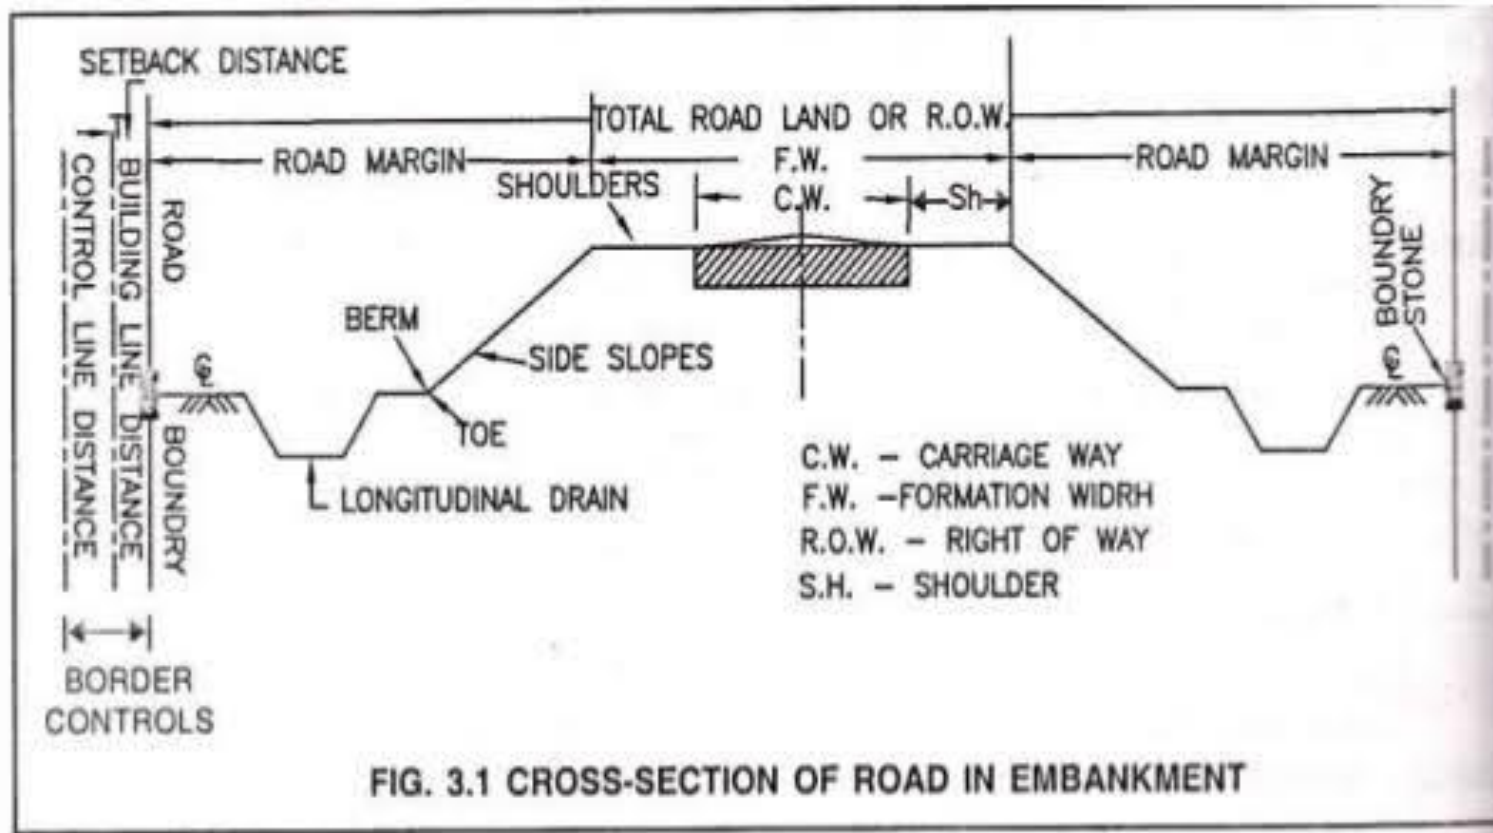 SETBACK DISTANCE
TOTAL ROAD LAND OR R.O.W.
ROAD MARGIN
F.W.
ROAD MARGIN
SHOULDERS
C.W.
Sh
CONTROL LINE DISTANCE
BUILDING LINE DISTANCE
ROAD BOUNDRY
BOUNDRY STONE
BERM
SIDE SLOPES
TOE
LONGITUDINAL DRAIN
C.W. – CARRIAGE WAY
F.W. –FORMATION WIDRH
R.O.W. – RIGHT OF WAY
S.H. – SHOULDER
BORDER
CONTROLS
FIG. 3.1 CROSS-SECTION OF ROAD IN EMBANKMENT